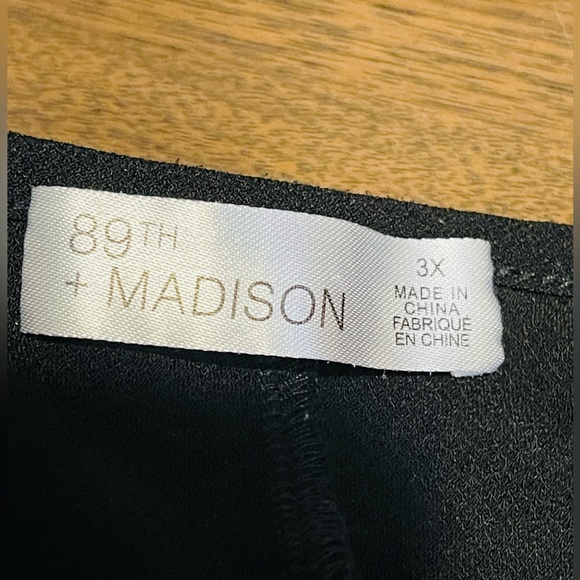 89TH
+ MADISON
3X
MADE IN
CHINA
FABRIQUÉ
EN CHINE